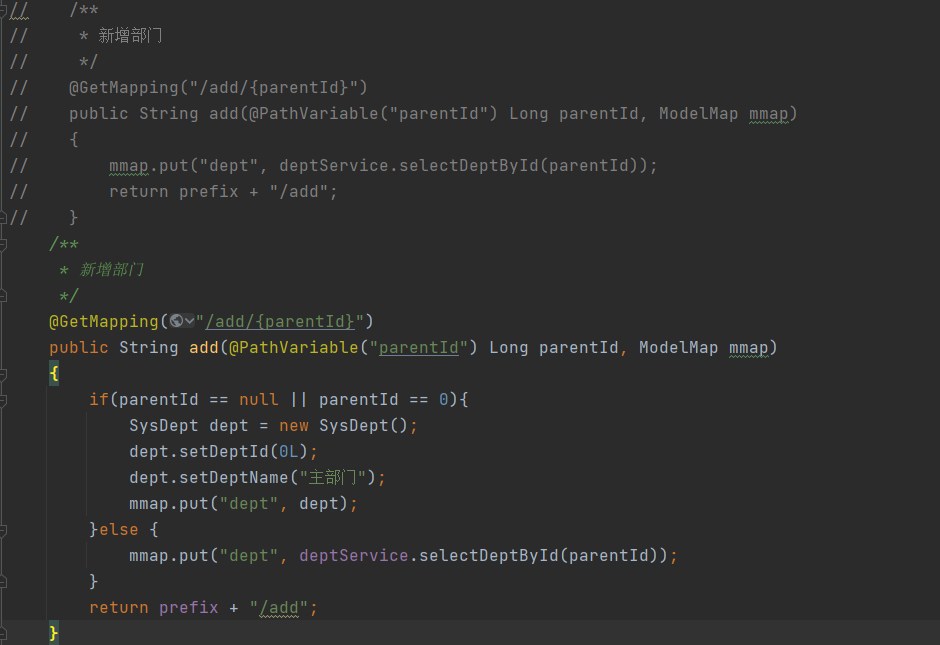 //    /**
//     * 新增部门
//     */
//    @GetMapping("/add/{parentId}")
//    public String add(@PathVariable("parentId") Long parentId, ModelMap mmap)
//    {
//        mmap.put("dept", deptService.selectDeptById(parentId));
//        return prefix + "/add";
//    }
    /**
     * 新增部门
     */
    @GetMapping("/add/{parentId}")
    public String add(@PathVariable("parentId") Long parentId, ModelMap mmap)
    {
        if(parentId == null || parentId == 0){
            SysDept dept = new SysDept();
            dept.setDeptId(0L);
            dept.setDeptName("主部门");
            mmap.put("dept", dept);
        }else {
            mmap.put("dept", deptService.selectDeptById(parentId));
        }
        return prefix + "/add";
    }